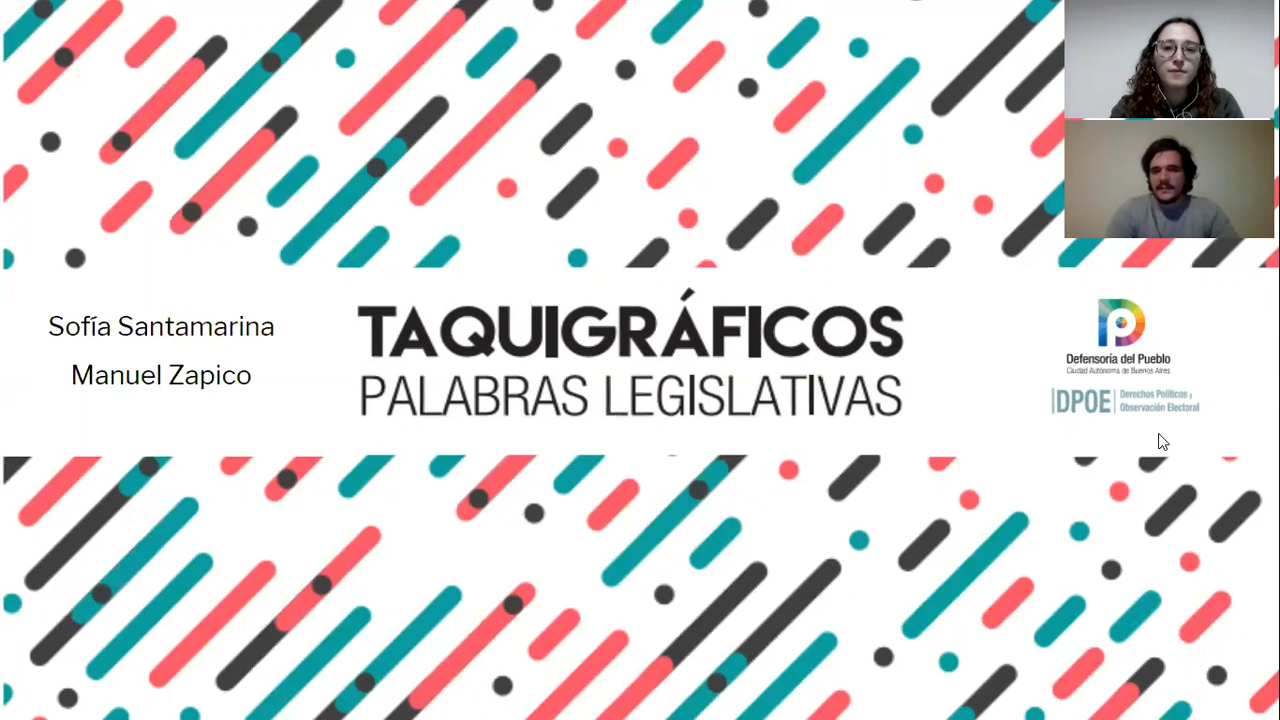 Sofía Santamarina
Manuel Zapico
TAQUIGRÁFICOS
PALABRAS LEGISLATIVAS
Defensoría del Pueblo
Ciudad Autónoma de Buenos Aires
DPOE
Derechos Políticos y
Observación Electoral